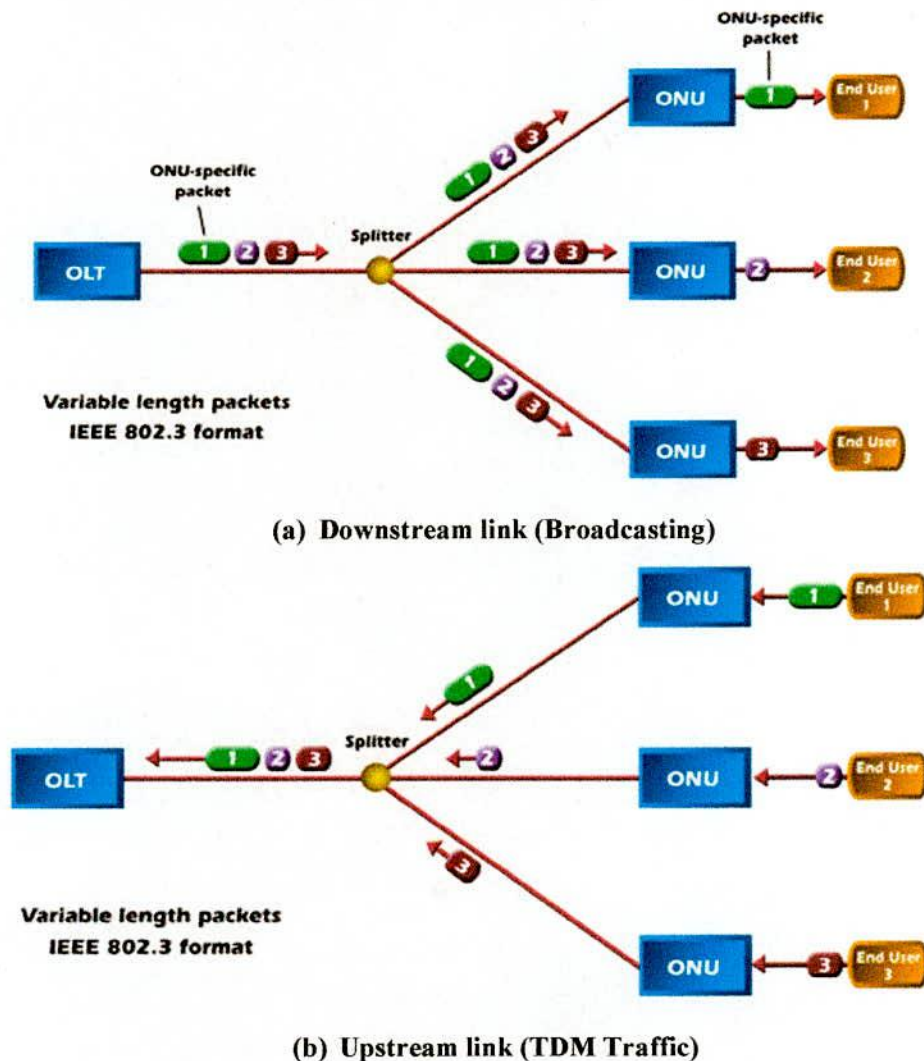 ONU-specific
packet
ONU
1
End User
1
1 2 3
ONU-specific
packet
1 2 3
Splitter
OLT
1 2 3
ONU
2
End User
2
1 2 3
Variable length packets
IEEE 802.3 format
ONU
3
End User
3
(a) Downstream link (Broadcasting)
ONU
1
End User
1
1
Splitter
1 2 3
2
OLT
ONU
2
End User
2
3
Variable length packets
IEEE 802.3 format
ONU
3
End User
3
(b) Upstream link (TDM Traffic)